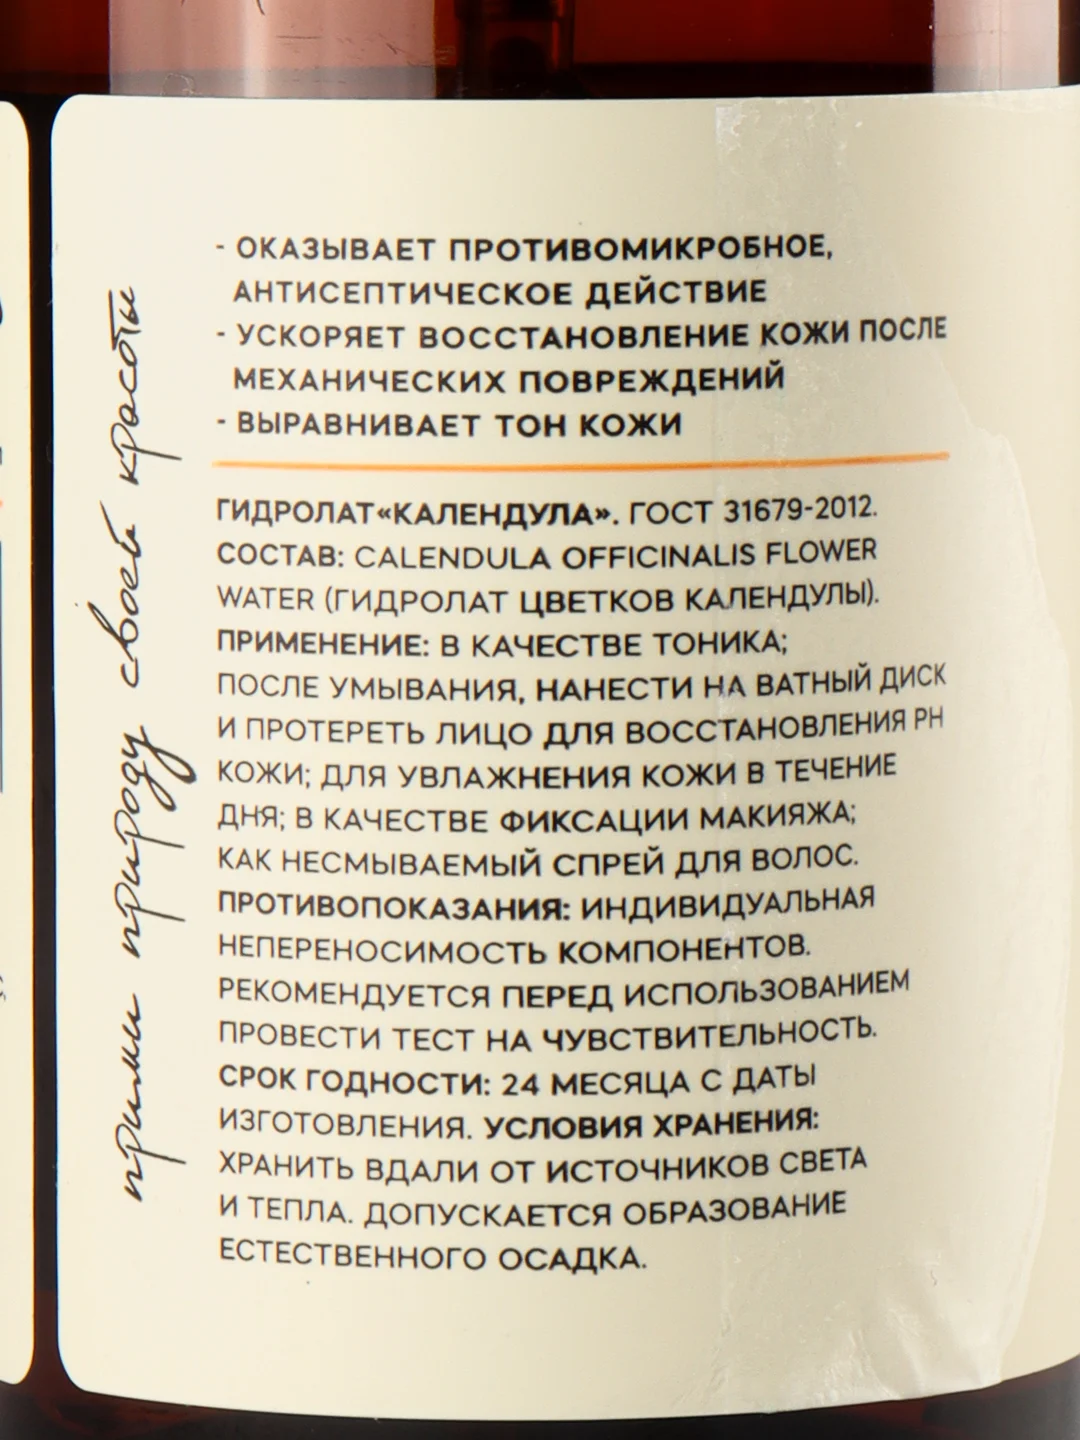 прими природу своей красоты
- ОКАЗЫВАЕТ ПРОТИВОМИКРОБНОЕ,
АНТИСЕПТИЧЕСКОЕ ДЕЙСТВИЕ
- УСКОРЯЕТ ВОССТАНОВЛЕНИЕ КОЖИ ПОСЛЕ
МЕХАНИЧЕСКИХ ПОВРЕЖДЕНИЙ
- ВЫРАВНИВАЕТ ТОН КОЖИ
ГИДРОЛАТ«КАЛЕНДУЛА». ГОСТ 31679-2012.
СОСТАВ: CALENDULA OFFICINALIS FLOWER
WATER (ГИДРОЛАТ ЦВЕТКОВ КАЛЕНДУЛЫ).
ПРИМЕНЕНИЕ: В КАЧЕСТВЕ ТОНИКА;
ПОСЛЕ УМЫВАНИЯ, НАНЕСТИ НА ВАТНЫЙ ДИСК
И ПРОТЕРЕТЬ ЛИЦО ДЛЯ ВОССТАНОВЛЕНИЯ PH
КОЖИ; ДЛЯ УВЛАЖНЕНИЯ КОЖИ В ТЕЧЕНИЕ
ДНЯ; В КАЧЕСТВЕ ФИКСАЦИИ МАКИЯЖА;
КАК НЕСМЫВАЕМЫЙ СПРЕЙ ДЛЯ ВОЛОС.
ПРОТИВОПОКАЗАНИЯ: ИНДИВИДУАЛЬНАЯ
НЕПЕРЕНОСИМОСТЬ КОМПОНЕНТОВ.
РЕКОМЕНДУЕТСЯ ПЕРЕД ИСПОЛЬЗОВАНИЕМ
ПРОВЕСТИ ТЕСТ НА ЧУВСТВИТЕЛЬНОСТЬ.
СРОК ГОДНОСТИ: 24 МЕСЯЦА С ДАТЫ
ИЗГОТОВЛЕНИЯ. УСЛОВИЯ ХРАНЕНИЯ:
ХРАНИТЬ ВДАЛИ ОТ ИСТОЧНИКОВ СВЕТА
И ТЕПЛА. ДОПУСКАЕТСЯ ОБРАЗОВАНИЕ
ЕСТЕСТВЕННОГО ОСАДКА.